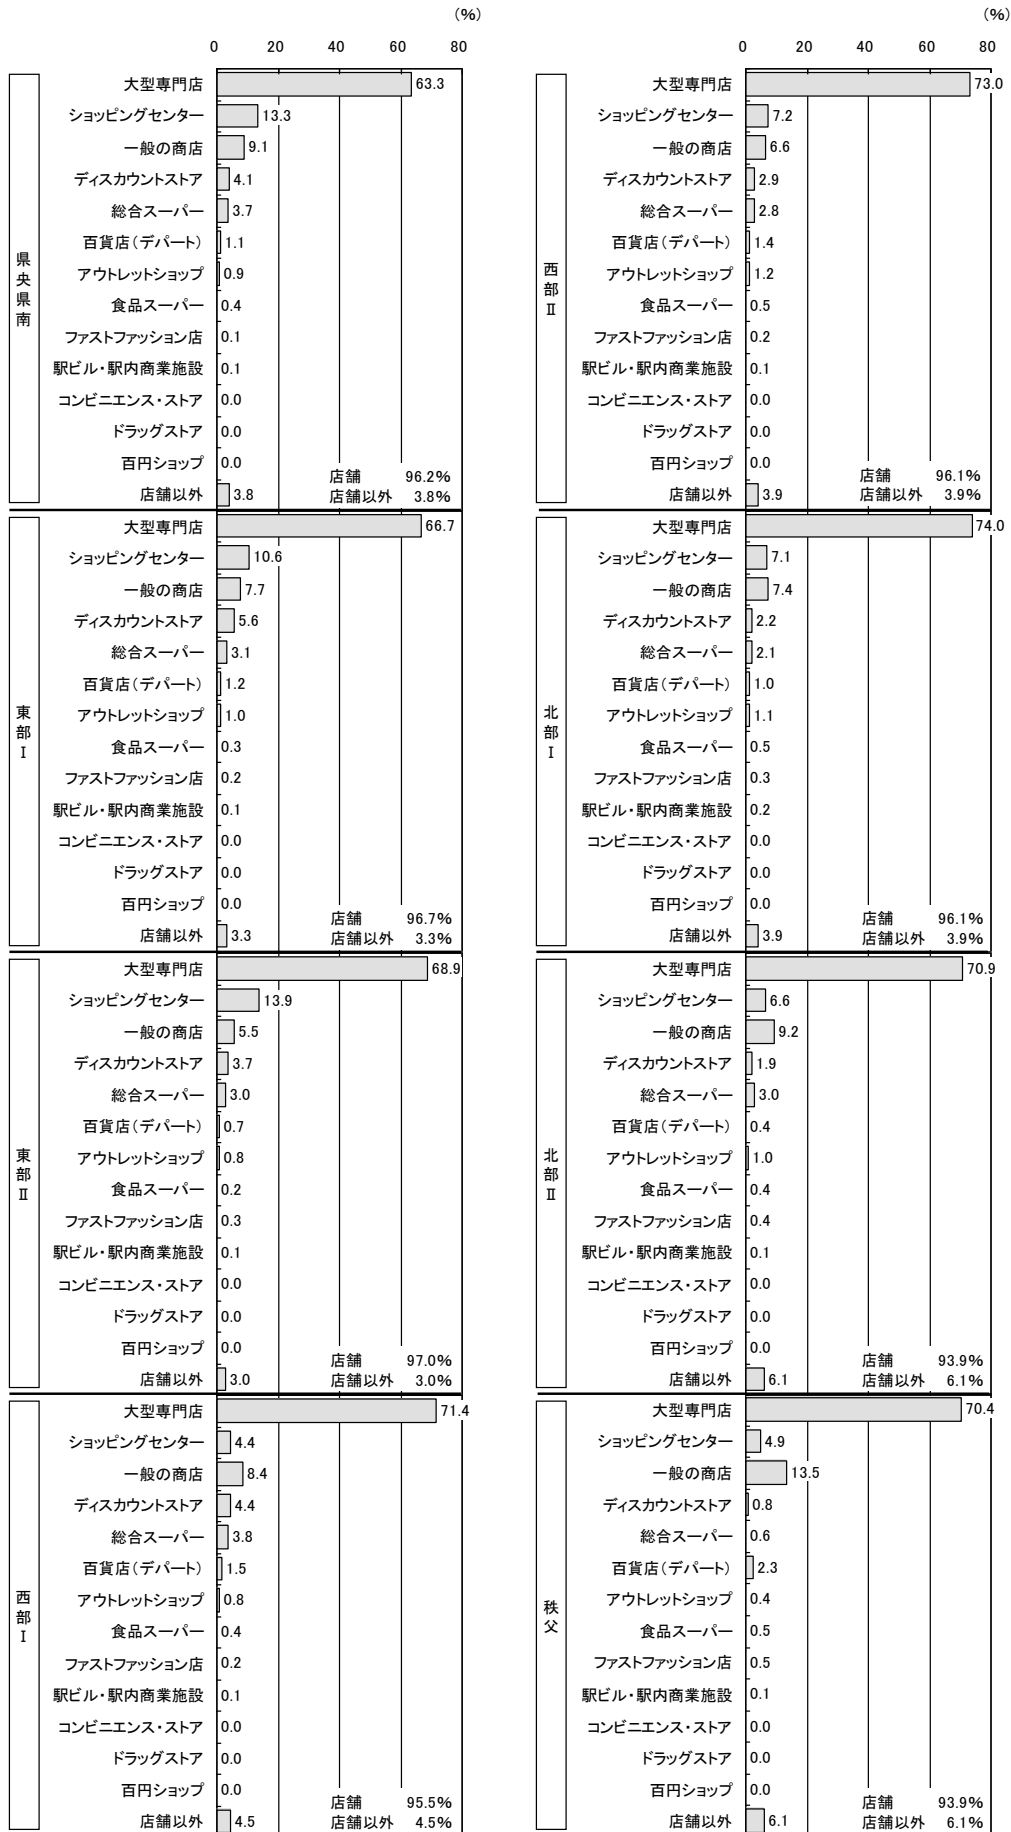 (%)
0 20 40 60 80
県央県南
大型専門店 63.3
ショッピングセンター 13.3
一般の商店 9.1
ディスカウントストア 4.1
総合スーパー 3.7
百貨店(デパート) 1.1
アウトレットショップ 0.9
食品スーパー 0.4
ファストファッション店 0.1
駅ビル・駅内商業施設 0.1
コンビニエンス・ストア 0.0
ドラッグストア 0.0
百円ショップ 0.0
店舗以外 3.8
店舗 96.2%
店舗以外 3.8%
東部Ⅰ
大型専門店 66.7
ショッピングセンター 10.6
一般の商店 7.7
ディスカウントストア 5.6
総合スーパー 3.1
百貨店(デパート) 1.2
アウトレットショップ 1.0
食品スーパー 0.3
ファストファッション店 0.2
駅ビル・駅内商業施設 0.1
コンビニエンス・ストア 0.0
ドラッグストア 0.0
百円ショップ 0.0
店舗以外 3.3
店舗 96.7%
店舗以外 3.3%
東部Ⅱ
大型専門店 68.9
ショッピングセンター 13.9
一般の商店 5.5
ディスカウントストア 3.7
総合スーパー 3.0
百貨店(デパート) 0.7
アウトレットショップ 0.8
食品スーパー 0.2
ファストファッション店 0.3
駅ビル・駅内商業施設 0.1
コンビニエンス・ストア 0.0
ドラッグストア 0.0
百円ショップ 0.0
店舗以外 3.0
店舗 97.0%
店舗以外 3.0%
西部Ⅰ
大型専門店 71.4
ショッピングセンター 4.4
一般の商店 8.4
ディスカウントストア 4.4
総合スーパー 3.8
百貨店(デパート) 1.5
アウトレットショップ 0.8
食品スーパー 0.4
ファストファッション店 0.2
駅ビル・駅内商業施設 0.1
コンビニエンス・ストア 0.0
ドラッグストア 0.0
百円ショップ 0.0
店舗以外 4.5
店舗 95.5%
店舗以外 4.5%
(%)
0 20 40 60 80
西部Ⅱ
大型専門店 73.0
ショッピングセンター 7.2
一般の商店 6.6
ディスカウントストア 2.9
総合スーパー 2.8
百貨店(デパート) 1.4
アウトレットショップ 1.2
食品スーパー 0.5
ファストファッション店 0.2
駅ビル・駅内商業施設 0.1
コンビニエンス・ストア 0.0
ドラッグストア 0.0
百円ショップ 0.0
店舗以外 3.9
店舗 96.1%
店舗以外 3.9%
北部Ⅰ
大型専門店 74.0
ショッピングセンター 7.1
一般の商店 7.4
ディスカウントストア 2.2
総合スーパー 2.1
百貨店(デパート) 1.0
アウトレットショップ 1.1
食品スーパー 0.5
ファストファッション店 0.3
駅ビル・駅内商業施設 0.2
コンビニエンス・ストア 0.0
ドラッグストア 0.0
百円ショップ 0.0
店舗以外 3.9
店舗 96.1%
店舗以外 3.9%
北部Ⅱ
大型専門店 70.9
ショッピングセンター 6.6
一般の商店 9.2
ディスカウントストア 1.9
総合スーパー 3.0
百貨店(デパート) 0.4
アウトレットショップ 1.0
食品スーパー 0.4
ファストファッション店 0.4
駅ビル・駅内商業施設 0.1
コンビニエンス・ストア 0.0
ドラッグストア 0.0
百円ショップ 0.0
店舗以外 6.1
店舗 93.9%
店舗以外 6.1%
秩父
大型専門店 70.4
ショッピングセンター 4.9
一般の商店 13.5
ディスカウントストア 0.8
総合スーパー 0.6
百貨店(デパート) 2.3
アウトレットショップ 0.4
食品スーパー 0.5
ファストファッション店 0.5
駅ビル・駅内商業施設 0.1
コンビニエンス・ストア 0.0
ドラッグストア 0.0
百円ショップ 0.0
店舗以外 6.1
店舗 93.9%
店舗以外 6.1%